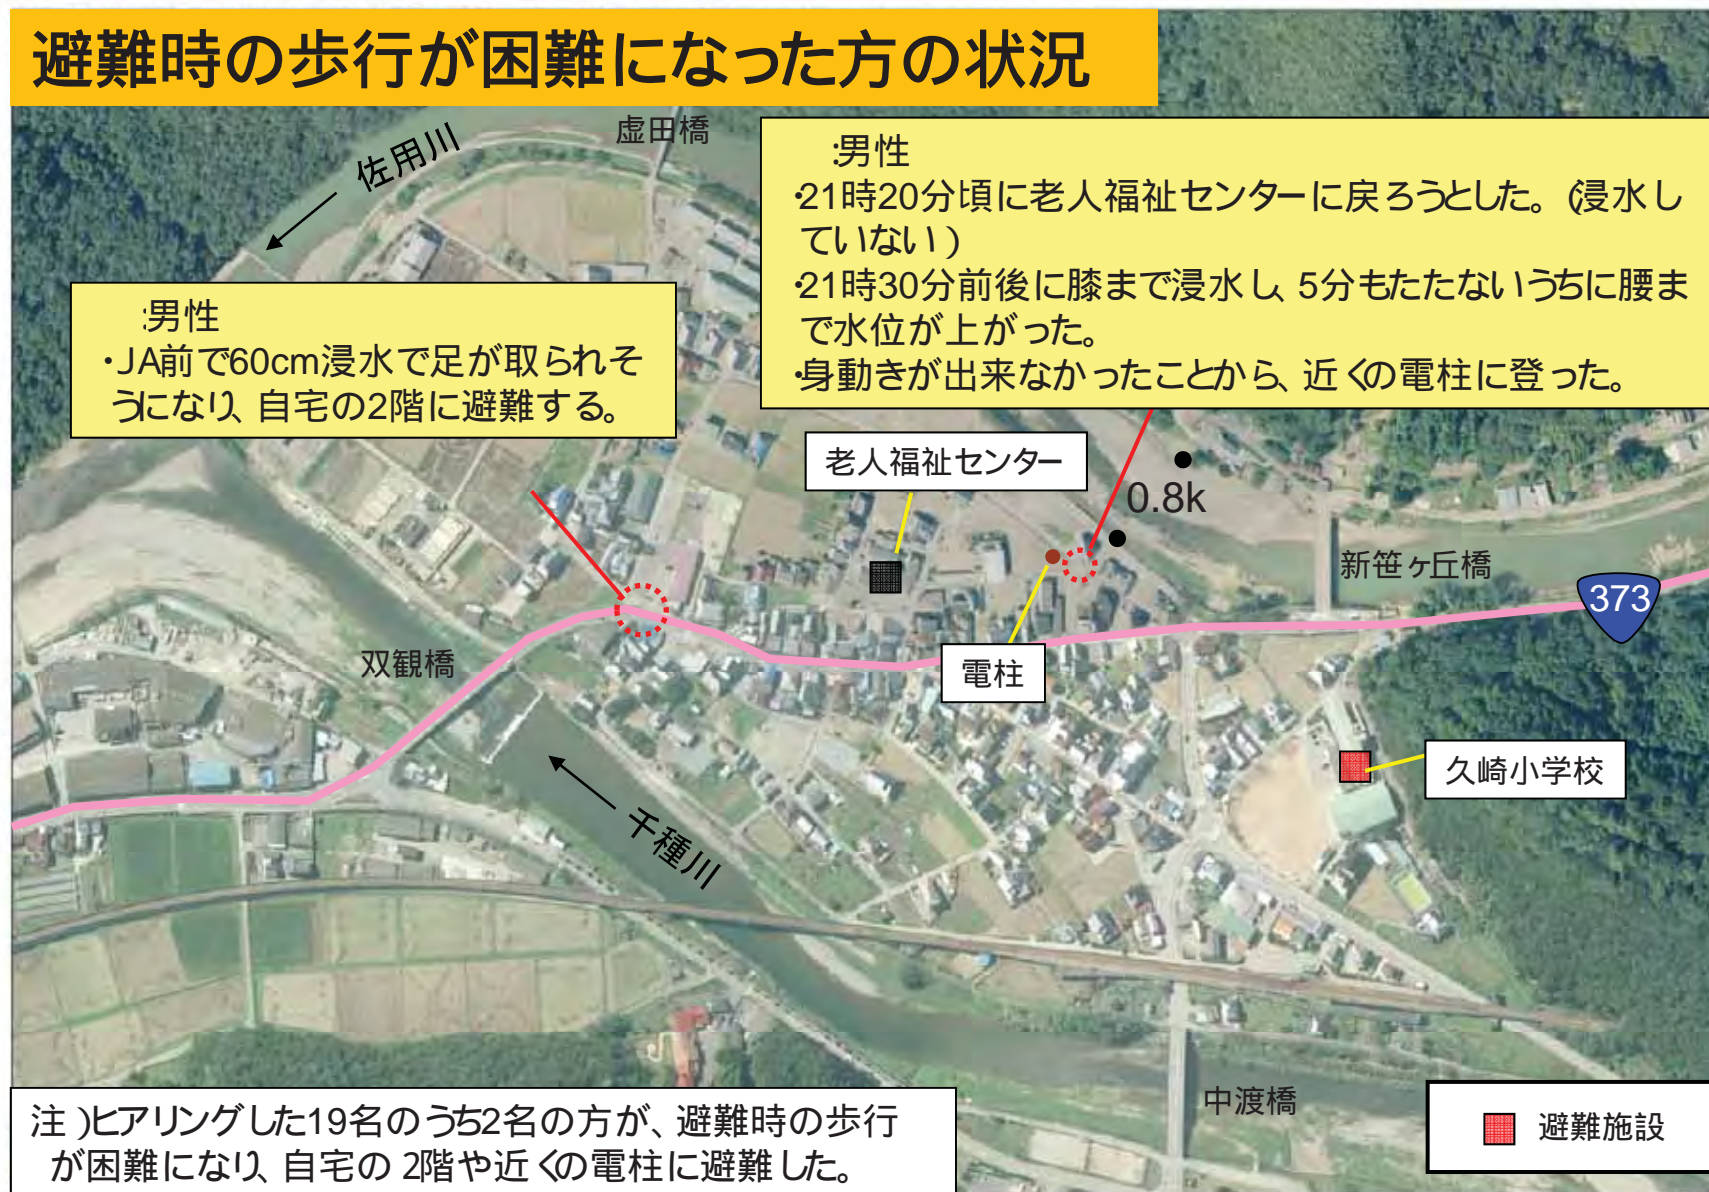 避難時の歩行が困難になった方の状況
虚田橋
佐用川
:男性
・21時20分頃に老人福祉センターに戻ろうとした。(浸水し
ていない)
・21時30分前後に膝まで浸水し、5分もたたないうちに腰ま
で水位が上がった。
・身動きが出来なかったことから、近くの電柱に登った。
:男性
・JA前で60cm浸水で足が取られそ
うになり、自宅の2階に避難する。
老人福祉センター
0.8k
新笹ヶ丘橋
373
双観橋
電柱
久崎小学校
千種川
中渡橋
避難施設
注)ヒアリングした19名のうち2名の方が、避難時の歩行
が困難になり、自宅の2階や近くの電柱に避難した。